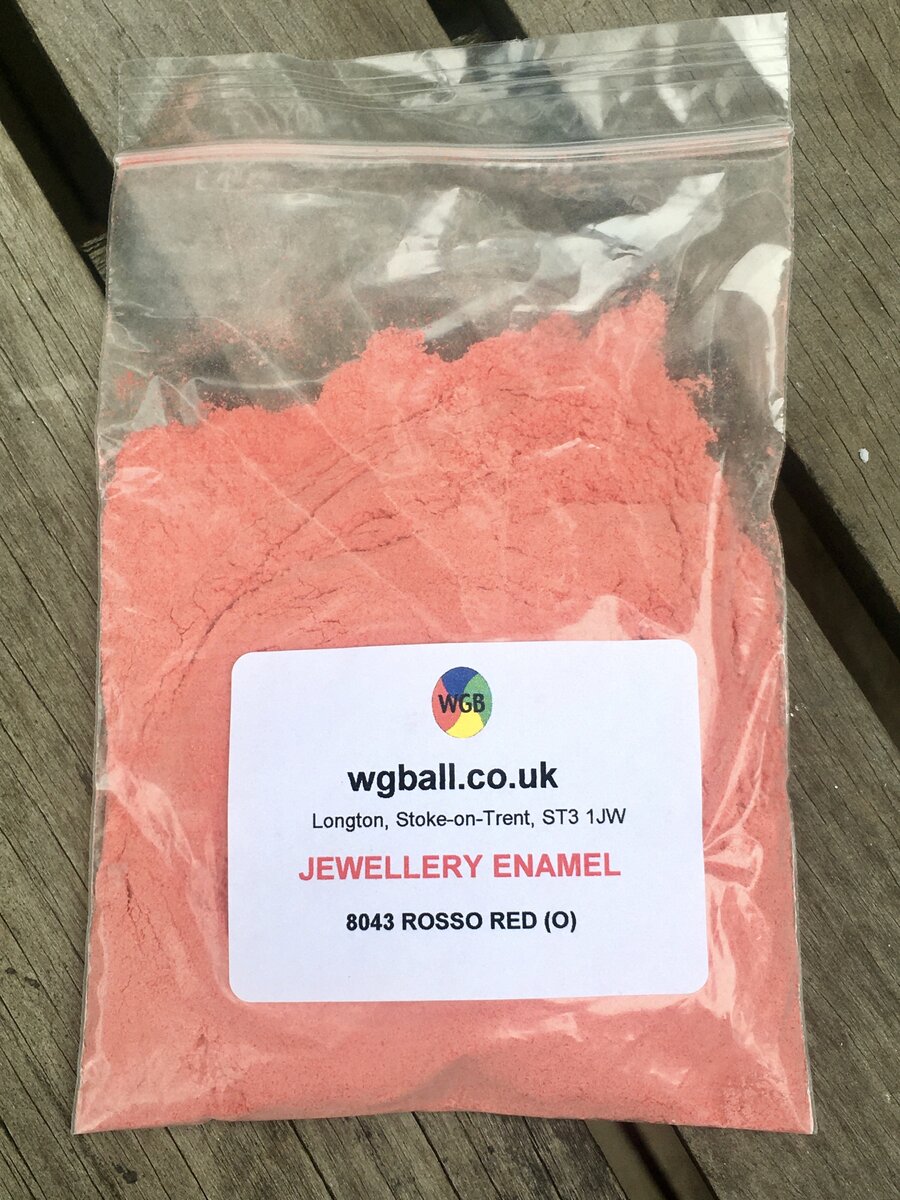 WGB
wgball.co.uk
Longton, Stoke-on-Trent, ST3 1JW
JEWELLERY ENAMEL
8043 ROSSO RED (O)